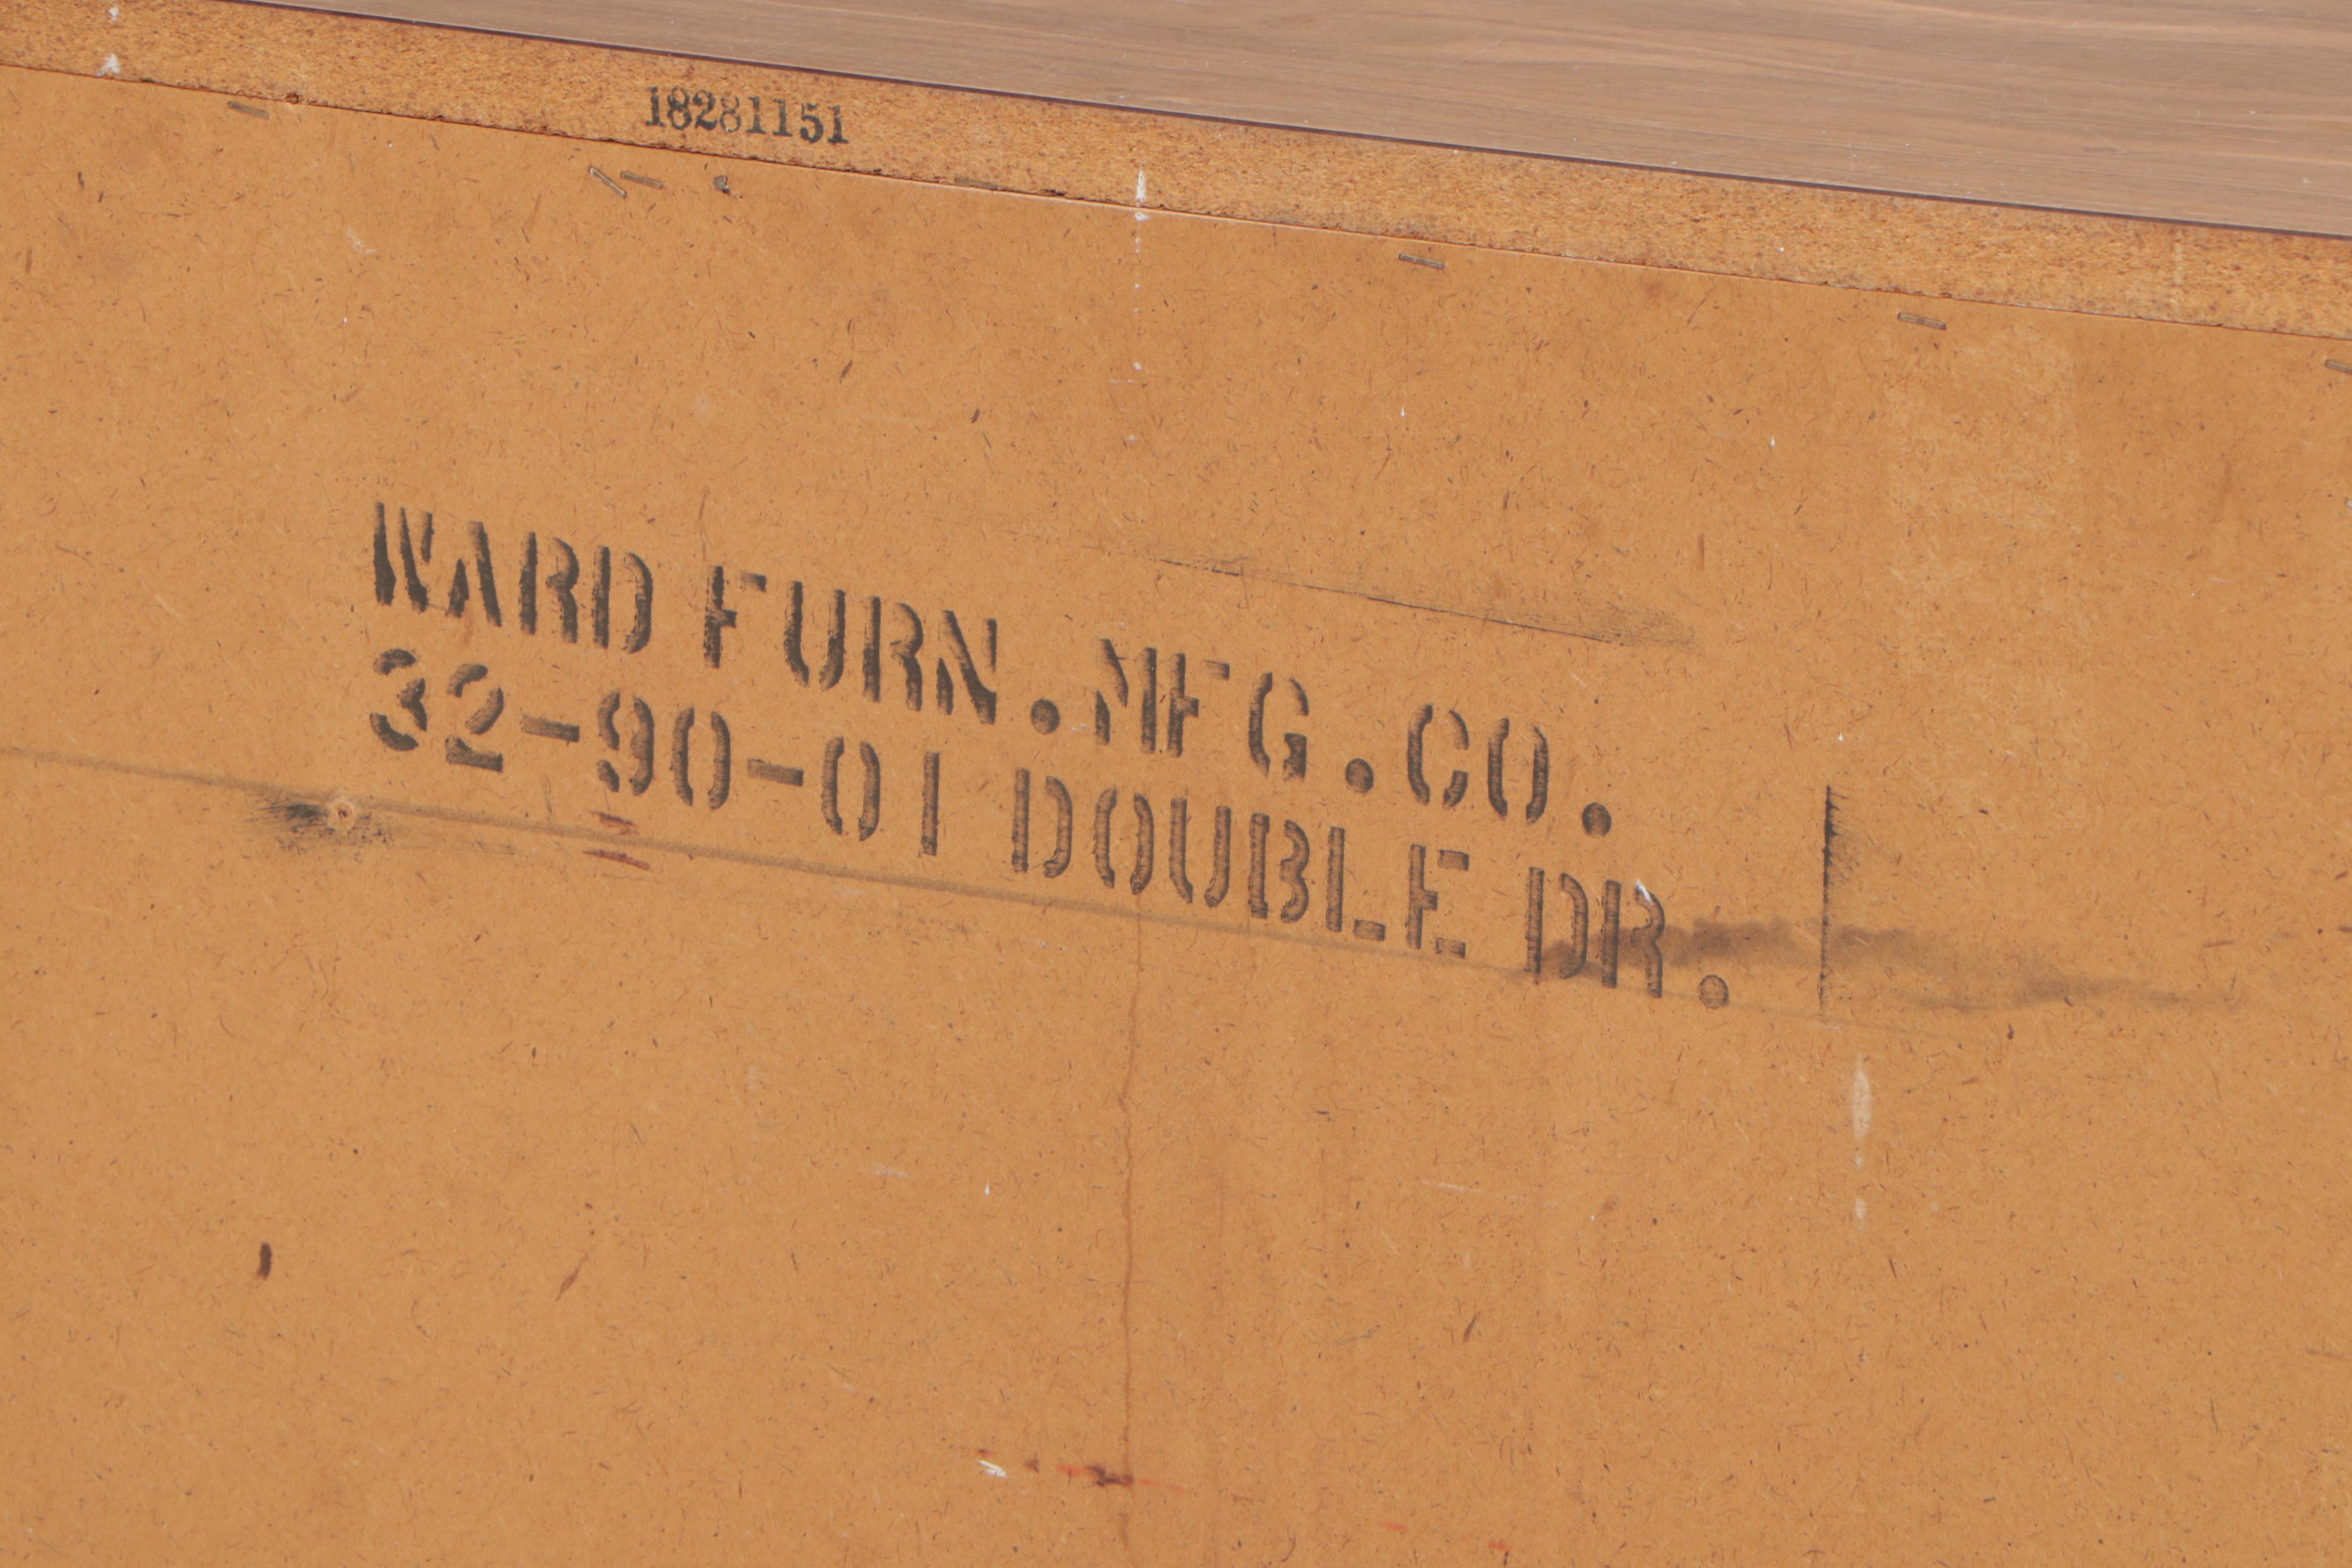 18281151
WARD FURN.MFG.CO.
32-90-01 DOUBLE DR.